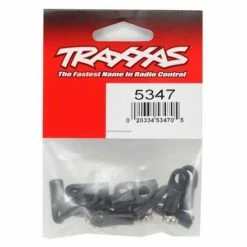 TRAXXAS
The Fastest Name In Radio Control
5347
0 20334 53470 5